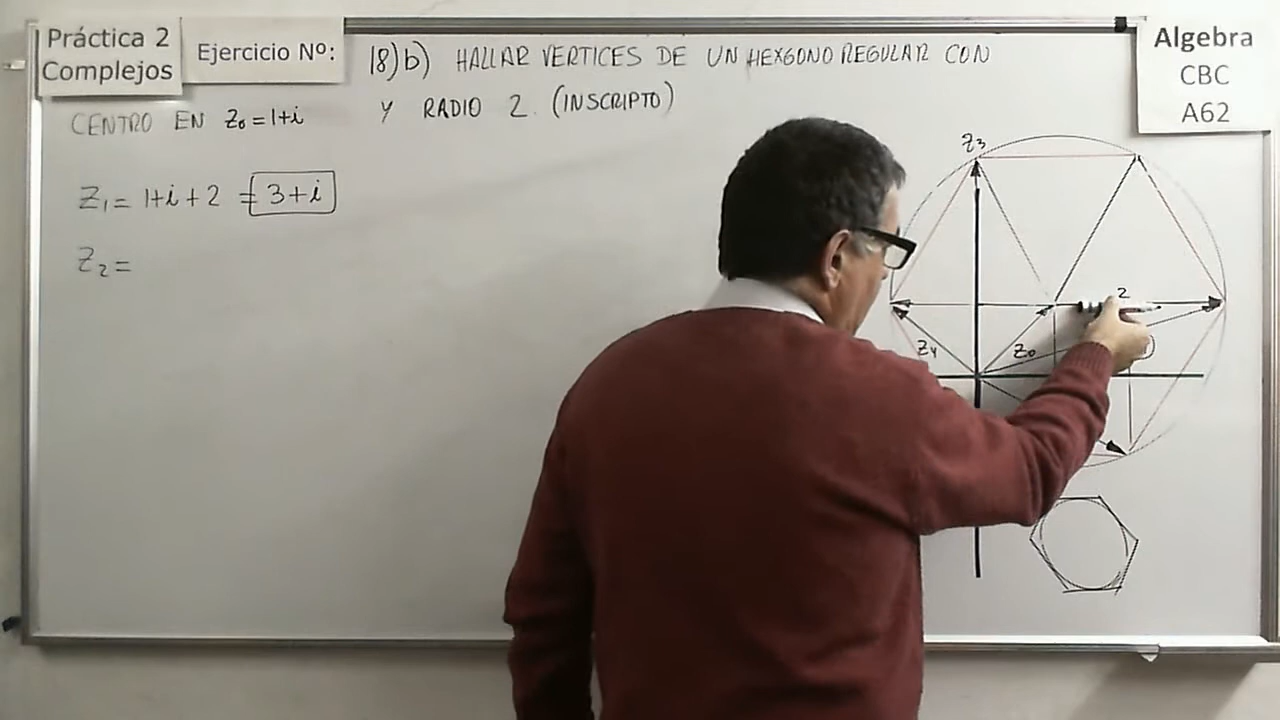 Práctica 2
Complejos
Ejercicio Nº:
18)b) HALLAR VERTICES DE UN HEXGONO REGULAR CON
CENTRO EN Z₀ = 1+i Y RADIO 2. (INSCRIPTO)
Algebra
CBC
A62
Z₁ = 1+i+2 = 3+i
Z₂ =
Z₃
2
Z₄
Z₀